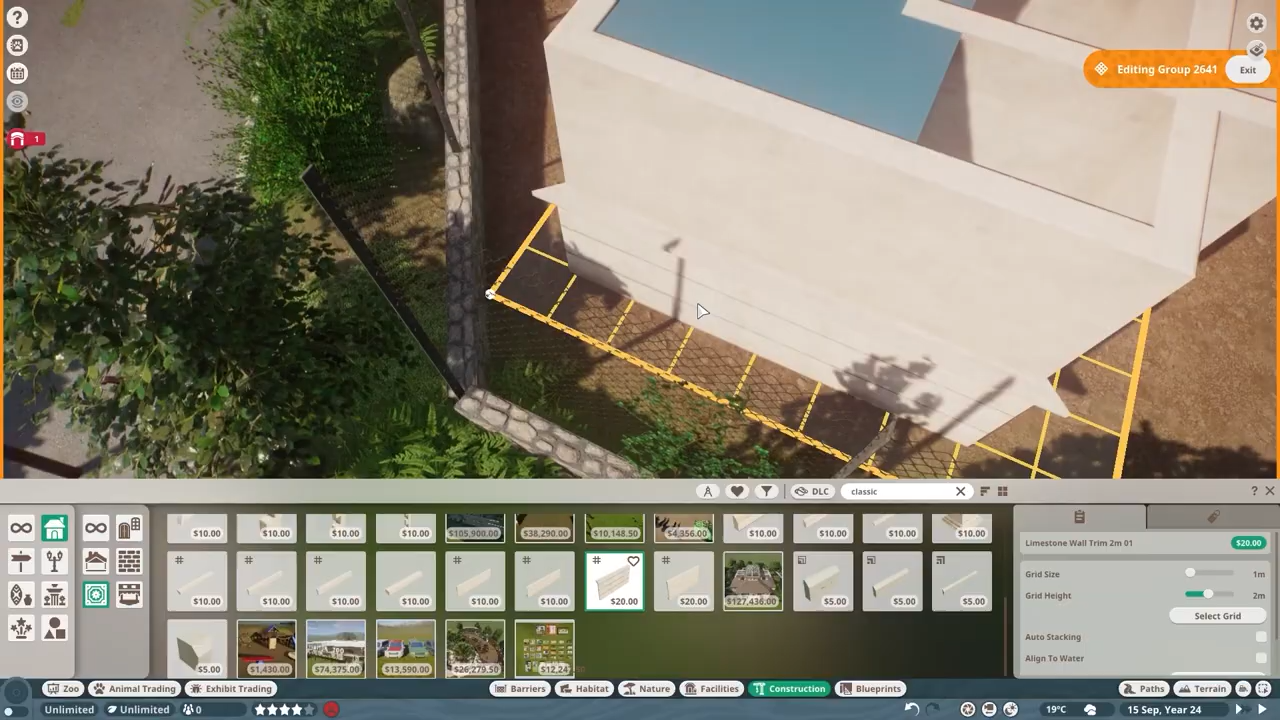 ?
1
Editing Group 2641
Exit
DLC
classic
?
$10.00
$10.00
$10.00
$10.00
$105,900.00
$38,290.00
$10,148.50
$4,356.00
$10.00
$10.00
$10.00
$10.00
Limestone Wall Trim 2m 01
$20.00
$10.00
$10.00
$10.00
$10.00
$10.00
$10.00
$20.00
$20.00
$127,436.00
$5.00
$5.00
$5.00
Grid Size
1m
Grid Height
2m
Select Grid
Auto Stacking
Align To Water
ZOO
$5.00
$1,430.00
$74,375.00
$13,590.00
$26,279.50
Zoo
Animal Trading
Exhibit Trading
Barriers
Habitat
Nature
Facilities
Construction
Blueprints
Paths
Terrain
Unlimited
Unlimited
0
19°C
15 Sep, Year 24